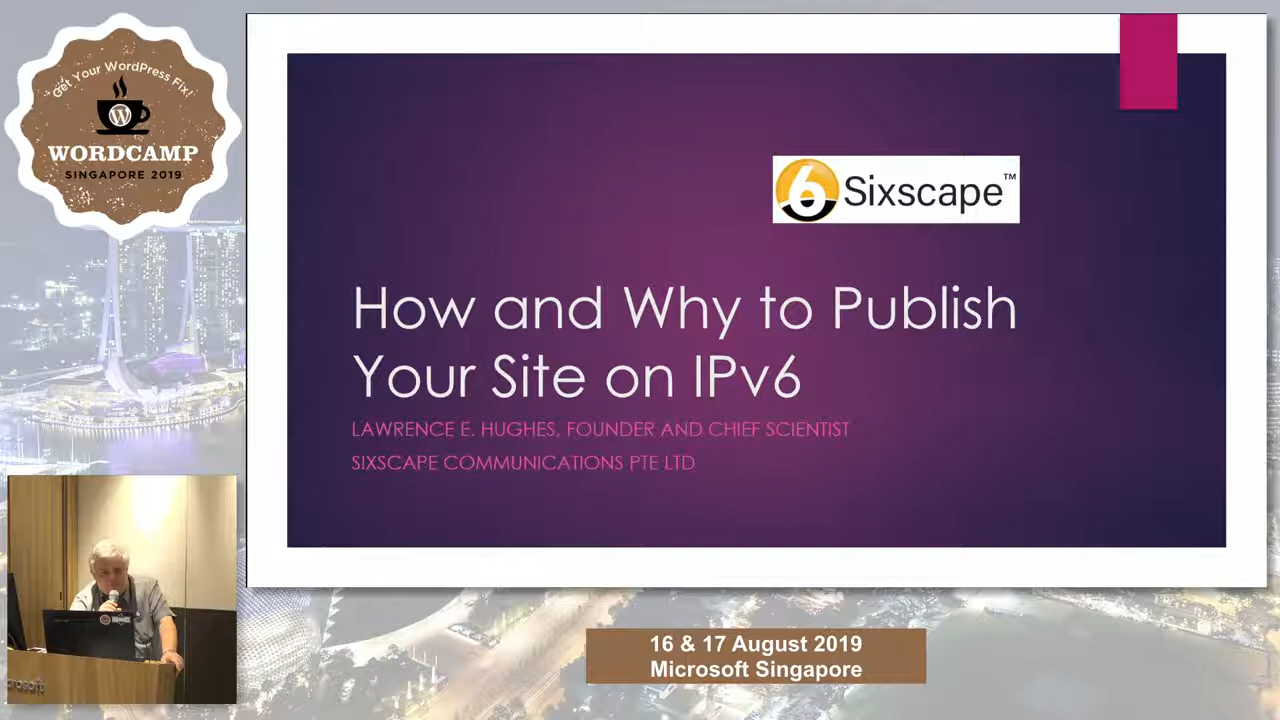 Get Your WordPress Fix!
WORDCAMP
SINGAPORE 2019
6 Sixscape™
How and Why to Publish
Your Site on IPv6
LAWRENCE E. HUGHES, FOUNDER AND CHIEF SCIENTIST
SIXSCAPE COMMUNICATIONS PTE LTD
16 & 17 August 2019
Microsoft Singapore